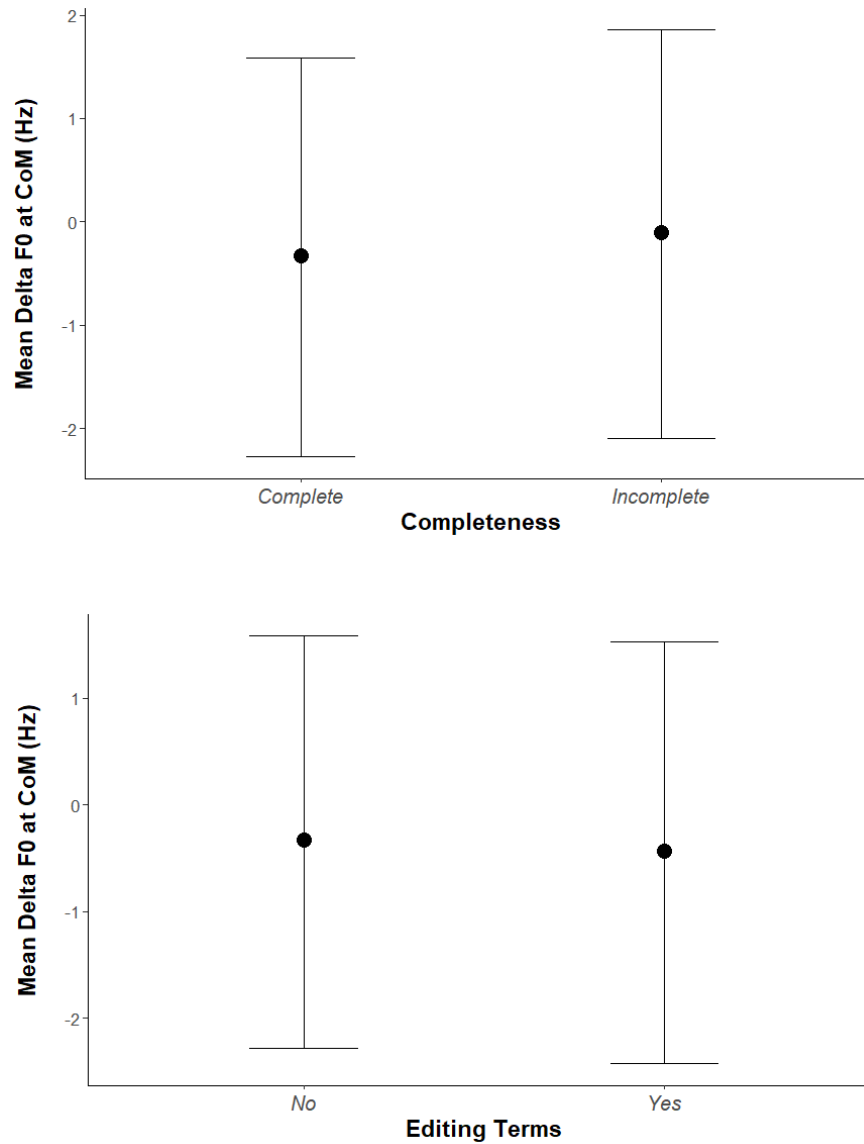 Mean Delta F0 at CoM (Hz)
2
1
0
-1
-2
Complete Incomplete
Completeness
Mean Delta F0 at CoM (Hz)
1
0
-1
-2
No Yes
Editing Terms